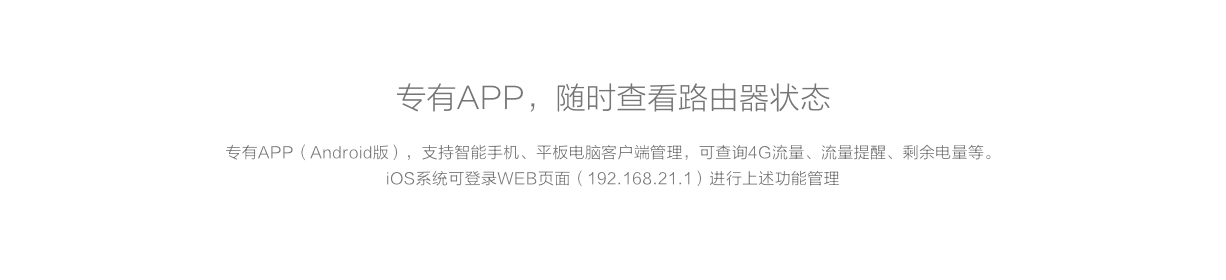 专有APP，随时查看路由器状态
专有APP（Android版），支持智能手机、平板电脑客户端管理，可查询4G流量、流量提醒、剩余电量等。
iOS系统可登录WEB页面（192.168.21.1）进行上述功能管理